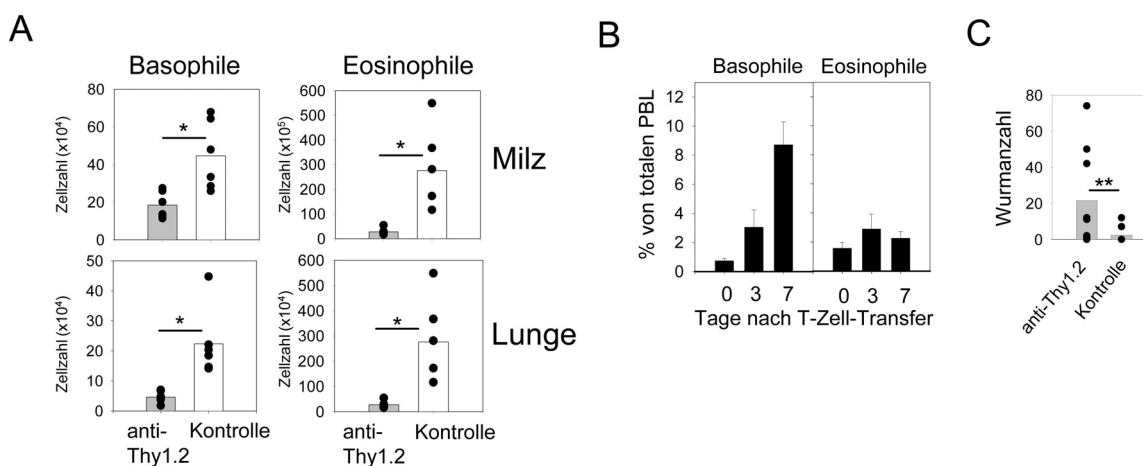 A
Basophile
Eosinophile
Zellzahl (x10⁴)
80
60
40
20
0
*
Zellzahl (x10⁵)
600
500
400
300
200
100
0
*
Milz
Zellzahl (x10⁴)
50
40
30
20
10
0
*
Zellzahl (x10⁴)
600
500
400
300
200
100
0
*
Lunge
anti-
Thy1.2
Kontrolle
anti-
Thy1.2
Kontrolle
B
Basophile
Eosinophile
% von totalen PBL
12
10
8
6
4
2
0
0 3 7
0 3 7
Tage nach T-Zell-Transfer
C
Wurmanzahl
80
60
40
20
0
**
anti-Thy1.2
Kontrolle